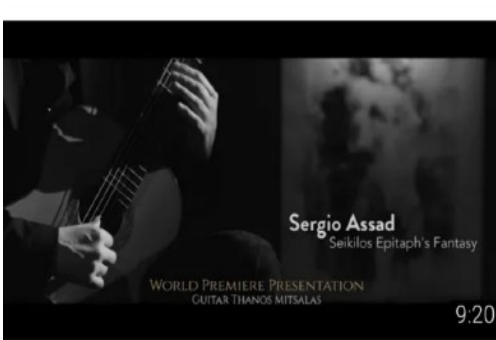 Sergio Assad
Seikilos Epitaph's Fantasy
WORLD PREMIERE PRESENTATION
GUITAR THANOS MITSALAS
9:20